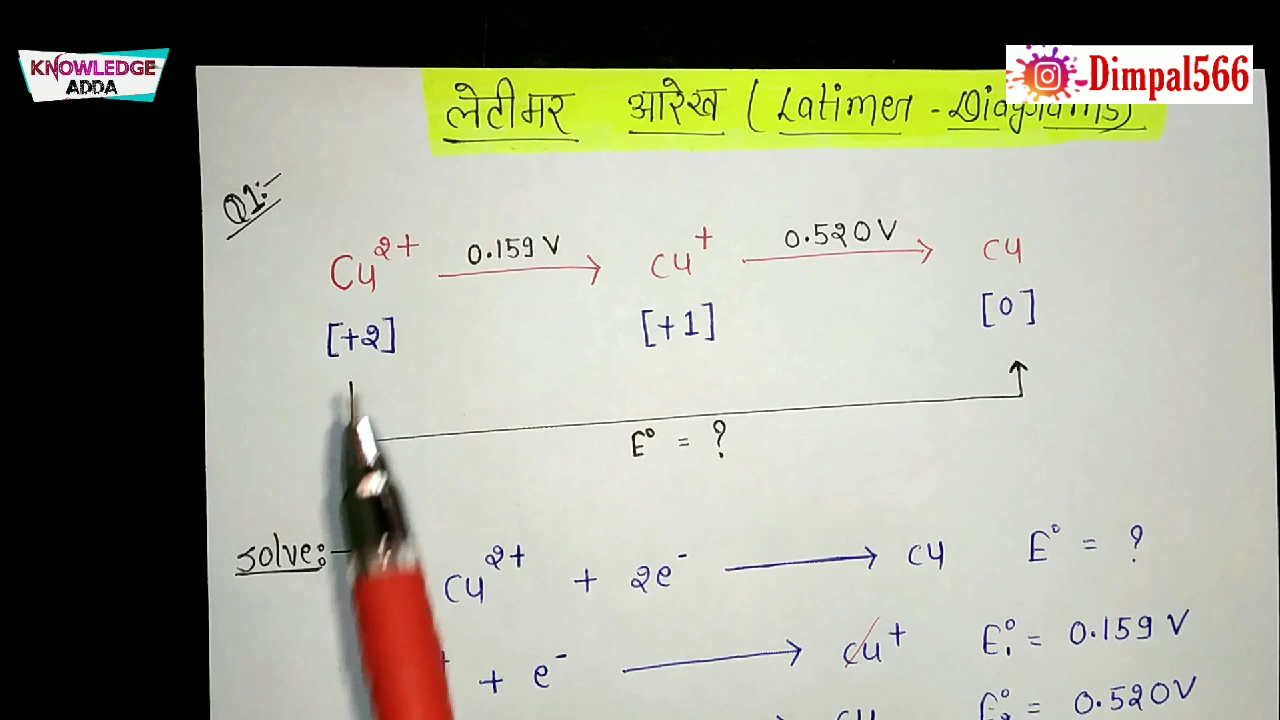 KNOWLEDGE
ADDA
Dimpal566
लेटीमर आरेख (Latimer - Diagrams)
Q1:-
Cu²⁺ 0.159 V Cu⁺ 0.520 V Cu
[+2] [+1] [0]
E° = ?
Solve:- Cu²⁺ + 2e⁻ → Cu E° = ?
+ e⁻ → Cu⁺ E₁° = 0.159 V
Cu E₂° = 0.520 V